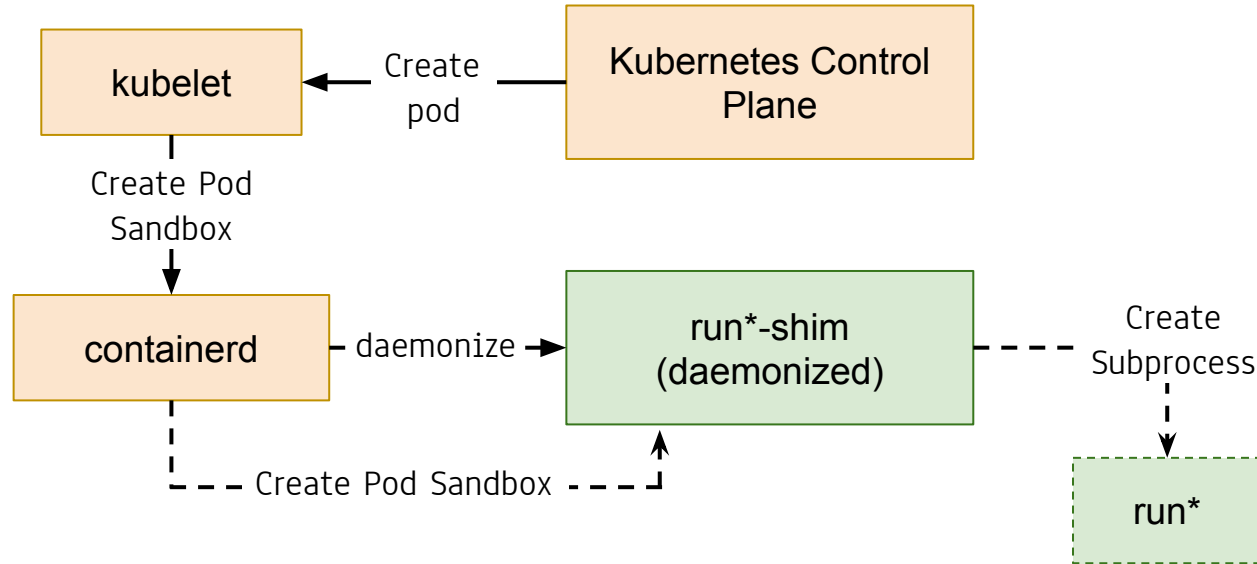 kubelet
Create
pod
Kubernetes Control
Plane
Create Pod
Sandbox
containerd
daemonize
run*-shim
(daemonized)
Create
Subprocess
Create Pod Sandbox
run*